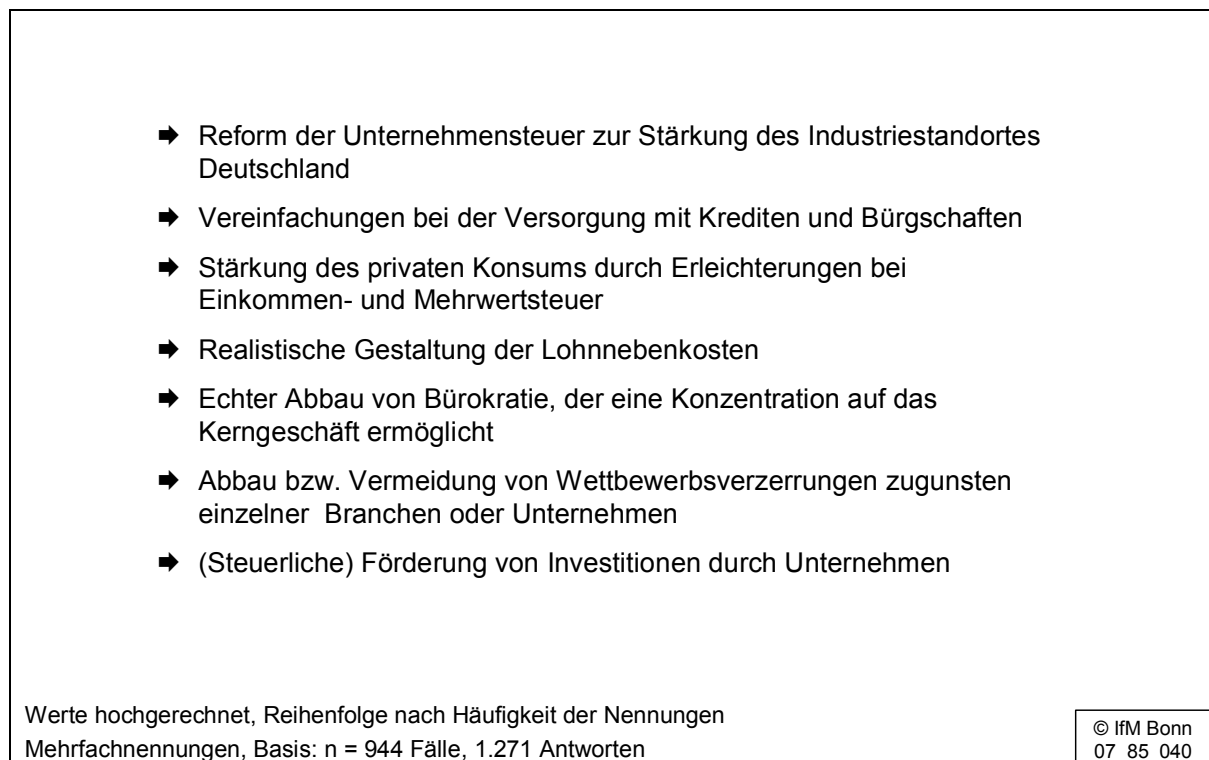 ➨ Reform der Unternehmensteuer zur Stärkung des Industriestandortes
Deutschland
➨ Vereinfachungen bei der Versorgung mit Krediten und Bürgschaften
➨ Stärkung des privaten Konsums durch Erleichterungen bei
Einkommen- und Mehrwertsteuer
➨ Realistische Gestaltung der Lohnnebenkosten
➨ Echter Abbau von Bürokratie, der eine Konzentration auf das
Kerngeschäft ermöglicht
➨ Abbau bzw. Vermeidung von Wettbewerbsverzerrungen zugunsten
einzelner Branchen oder Unternehmen
➨ (Steuerliche) Förderung von Investitionen durch Unternehmen
Werte hochgerechnet, Reihenfolge nach Häufigkeit der Nennungen
Mehrfachnennungen, Basis: n = 944 Fälle, 1.271 Antworten
© IfM Bonn
07 85 040